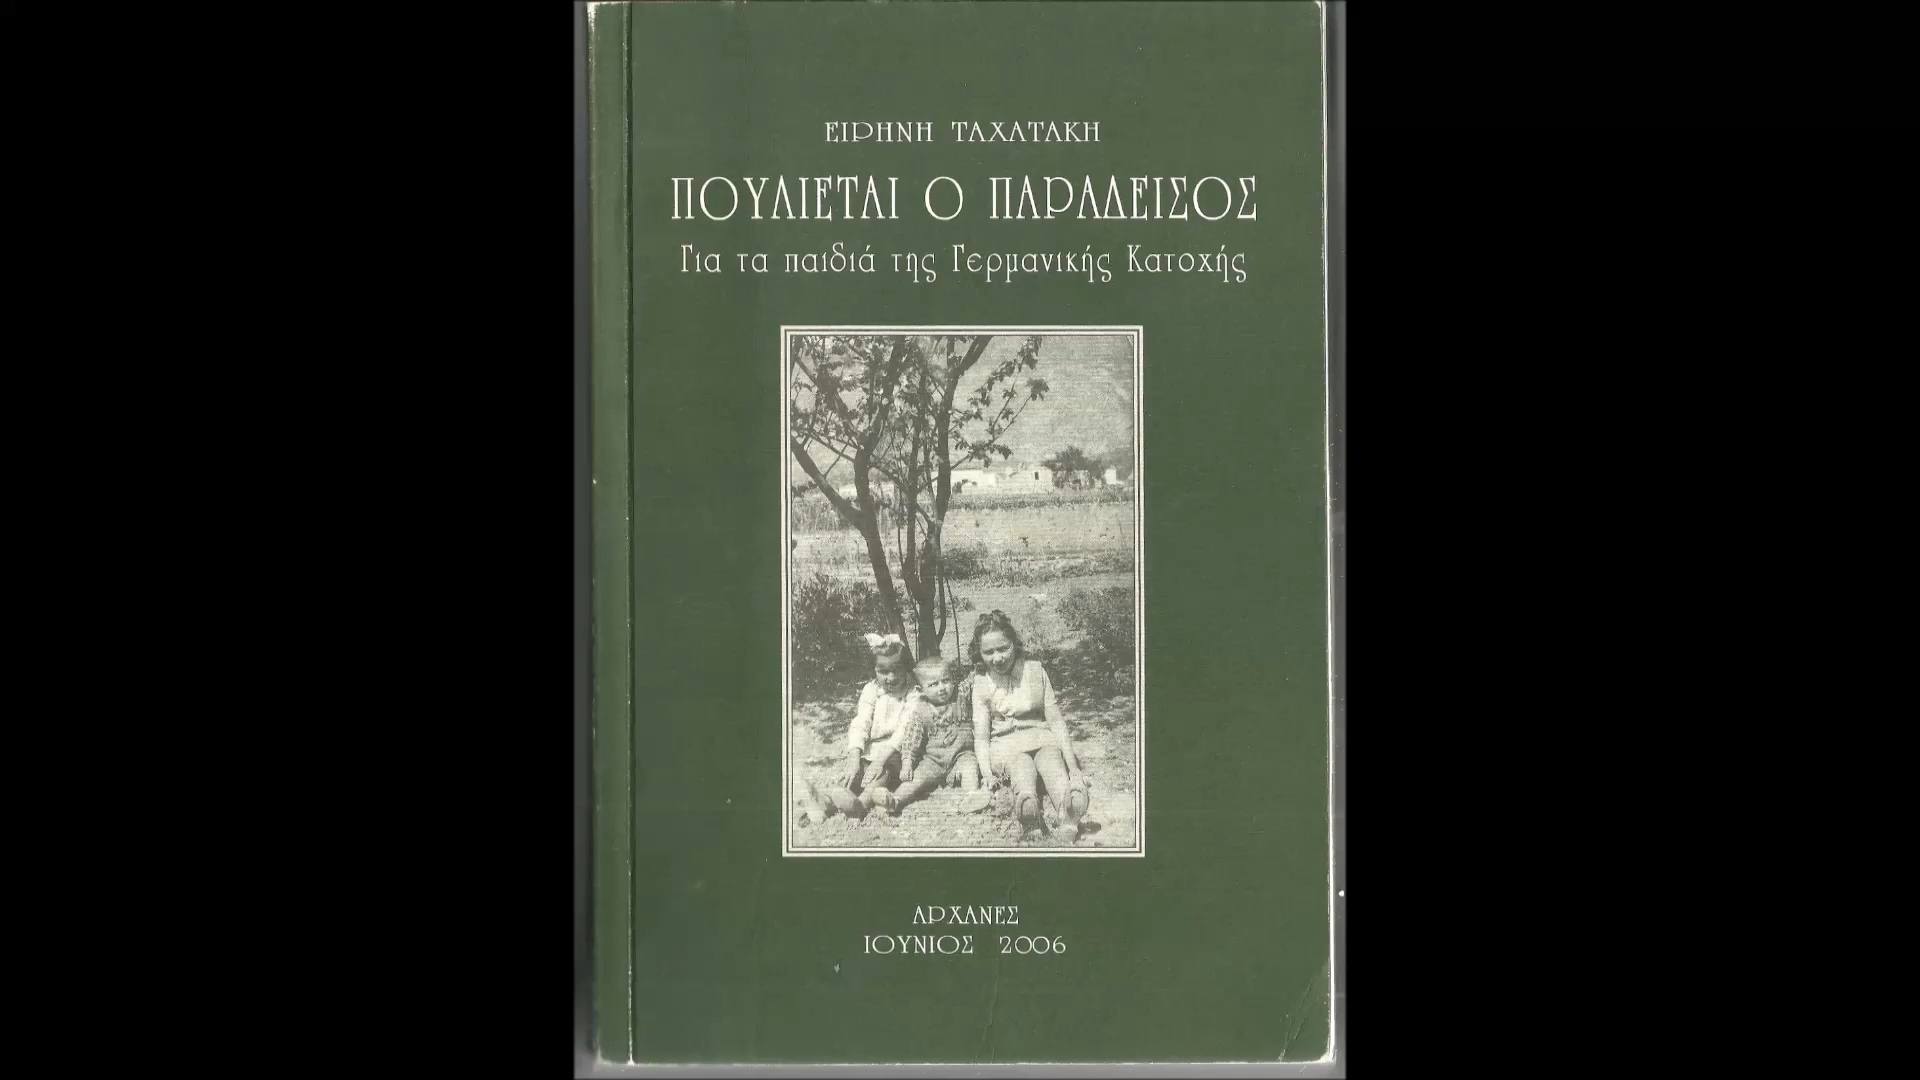 ΕΙΡΗΝΗ ΤΑΧΑΤΑΚΗ
ΠΟΥΛΙΕΤΑΙ Ο ΠΑΡΑΔΕΙΣΟΣ
Για τα παιδιά της Γερμανικής Κατοχής
ΑΡΧΑΝΕΣ
ΙΟΥΝΙΟΣ 2006